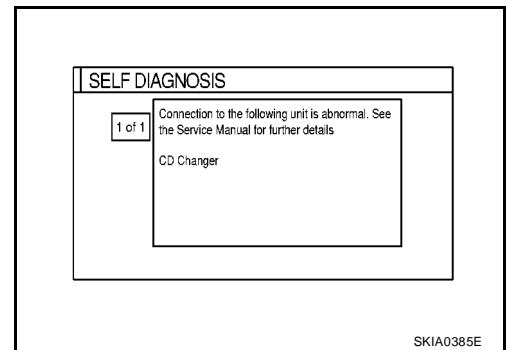 SELF DIAGNOSIS
1 of 1
Connection to the following unit is abnormal. See
the Service Manual for further details
CD Changer
SKIA0385E